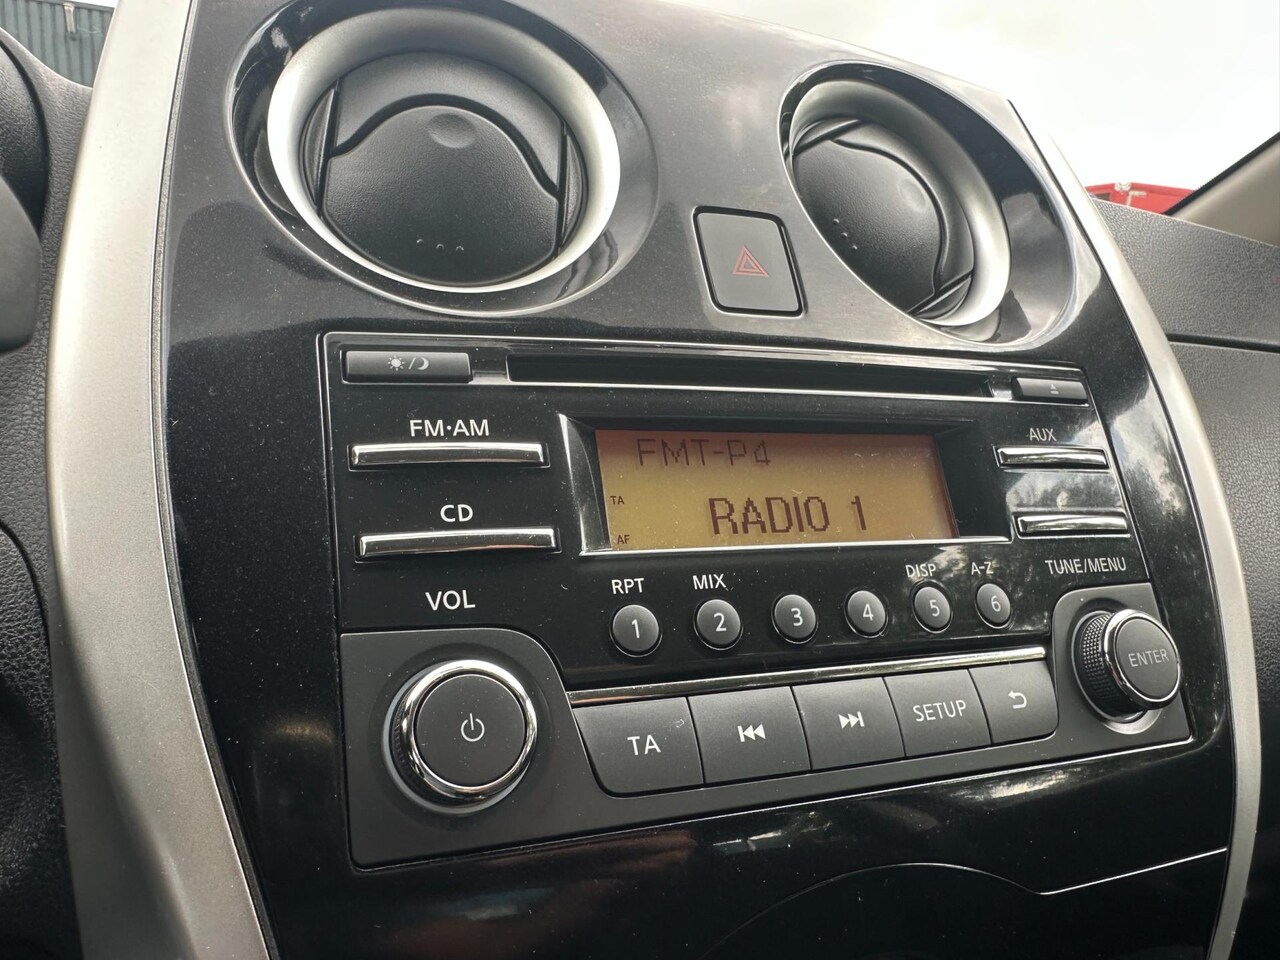 FM·AM
CD
VOL
FMT-P4
TA
RADIO 1
AF
AUX
TUNE/MENU
RPT
MIX
DISP
A-Z
1
2
3
4
5
6
TA
SETUP
ENTER